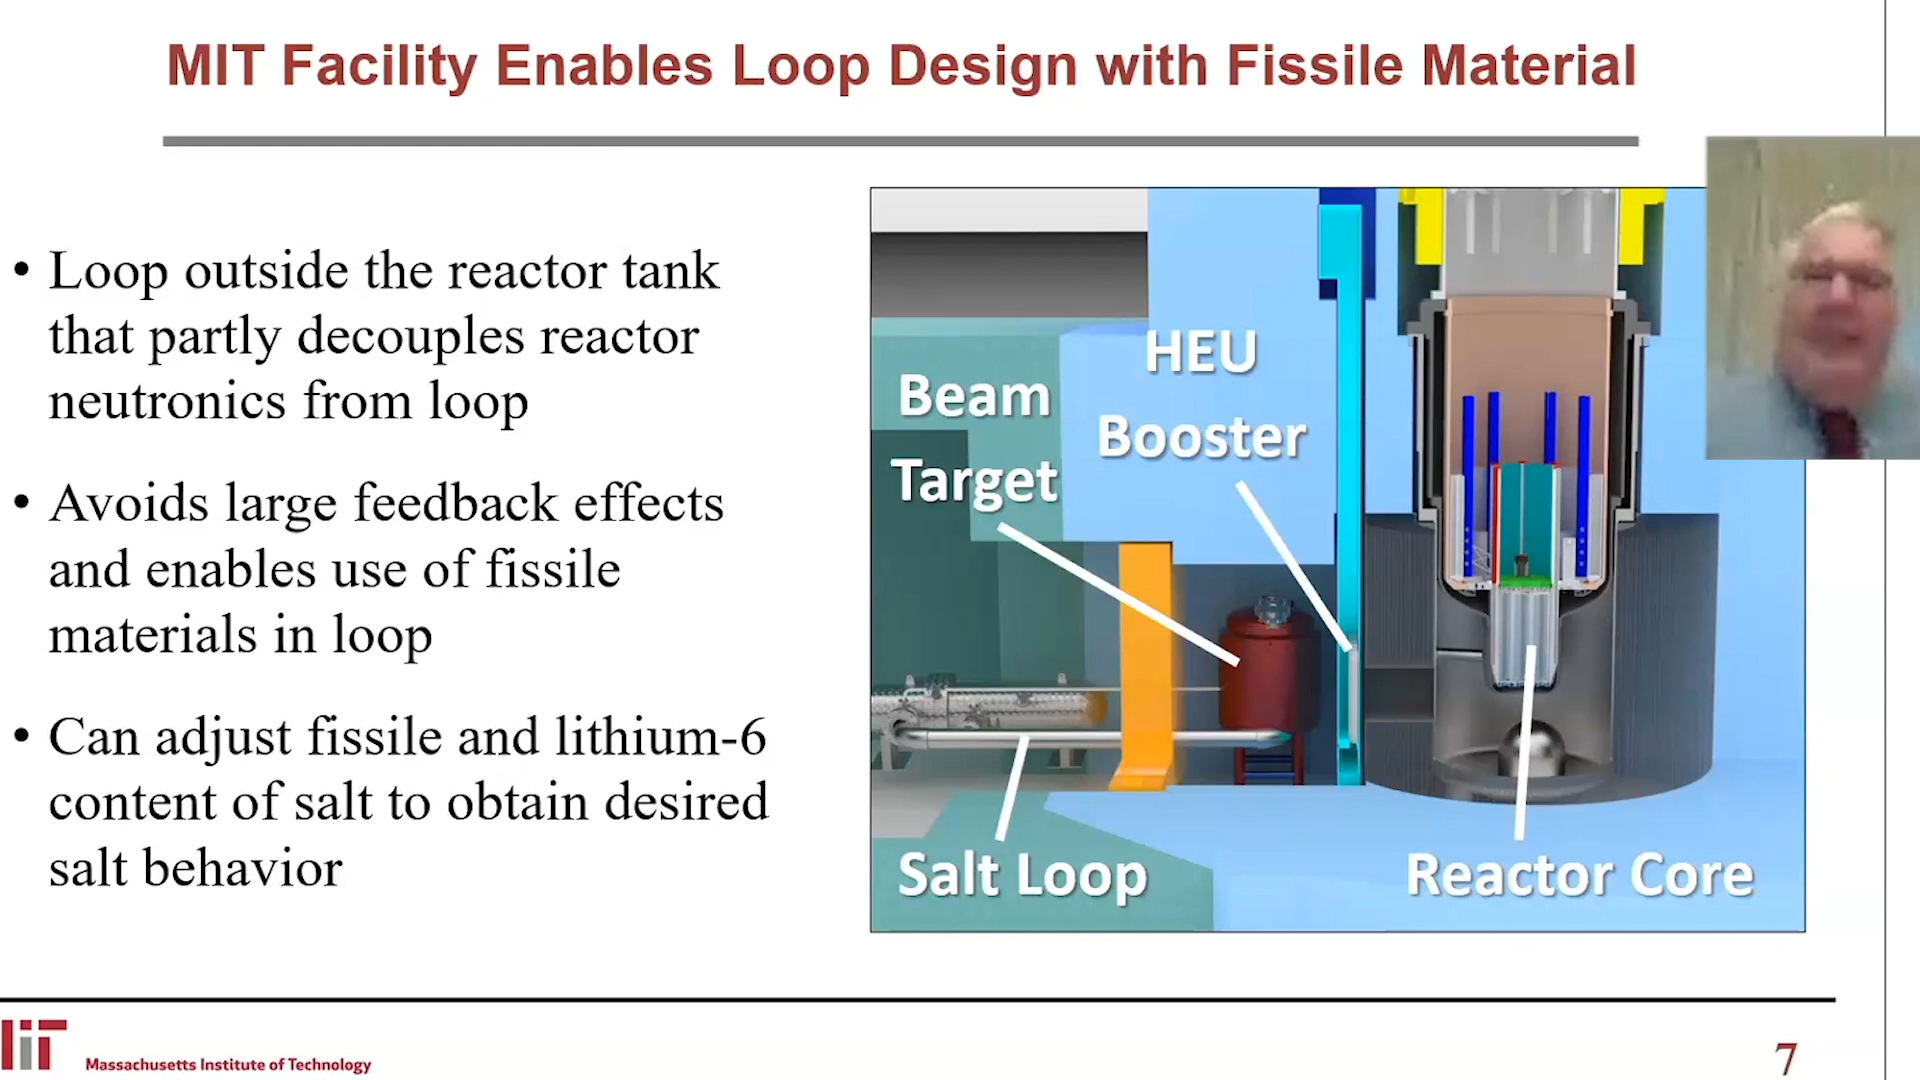 MIT Facility Enables Loop Design with Fissile Material
• Loop outside the reactor tank
that partly decouples reactor
neutronics from loop
• Avoids large feedback effects
and enables use of fissile
materials in loop
• Can adjust fissile and lithium-6
content of salt to obtain desired
salt behavior
HEU
Booster
Beam
Target
Salt Loop
Reactor Core
Massachusetts Institute of Technology
7